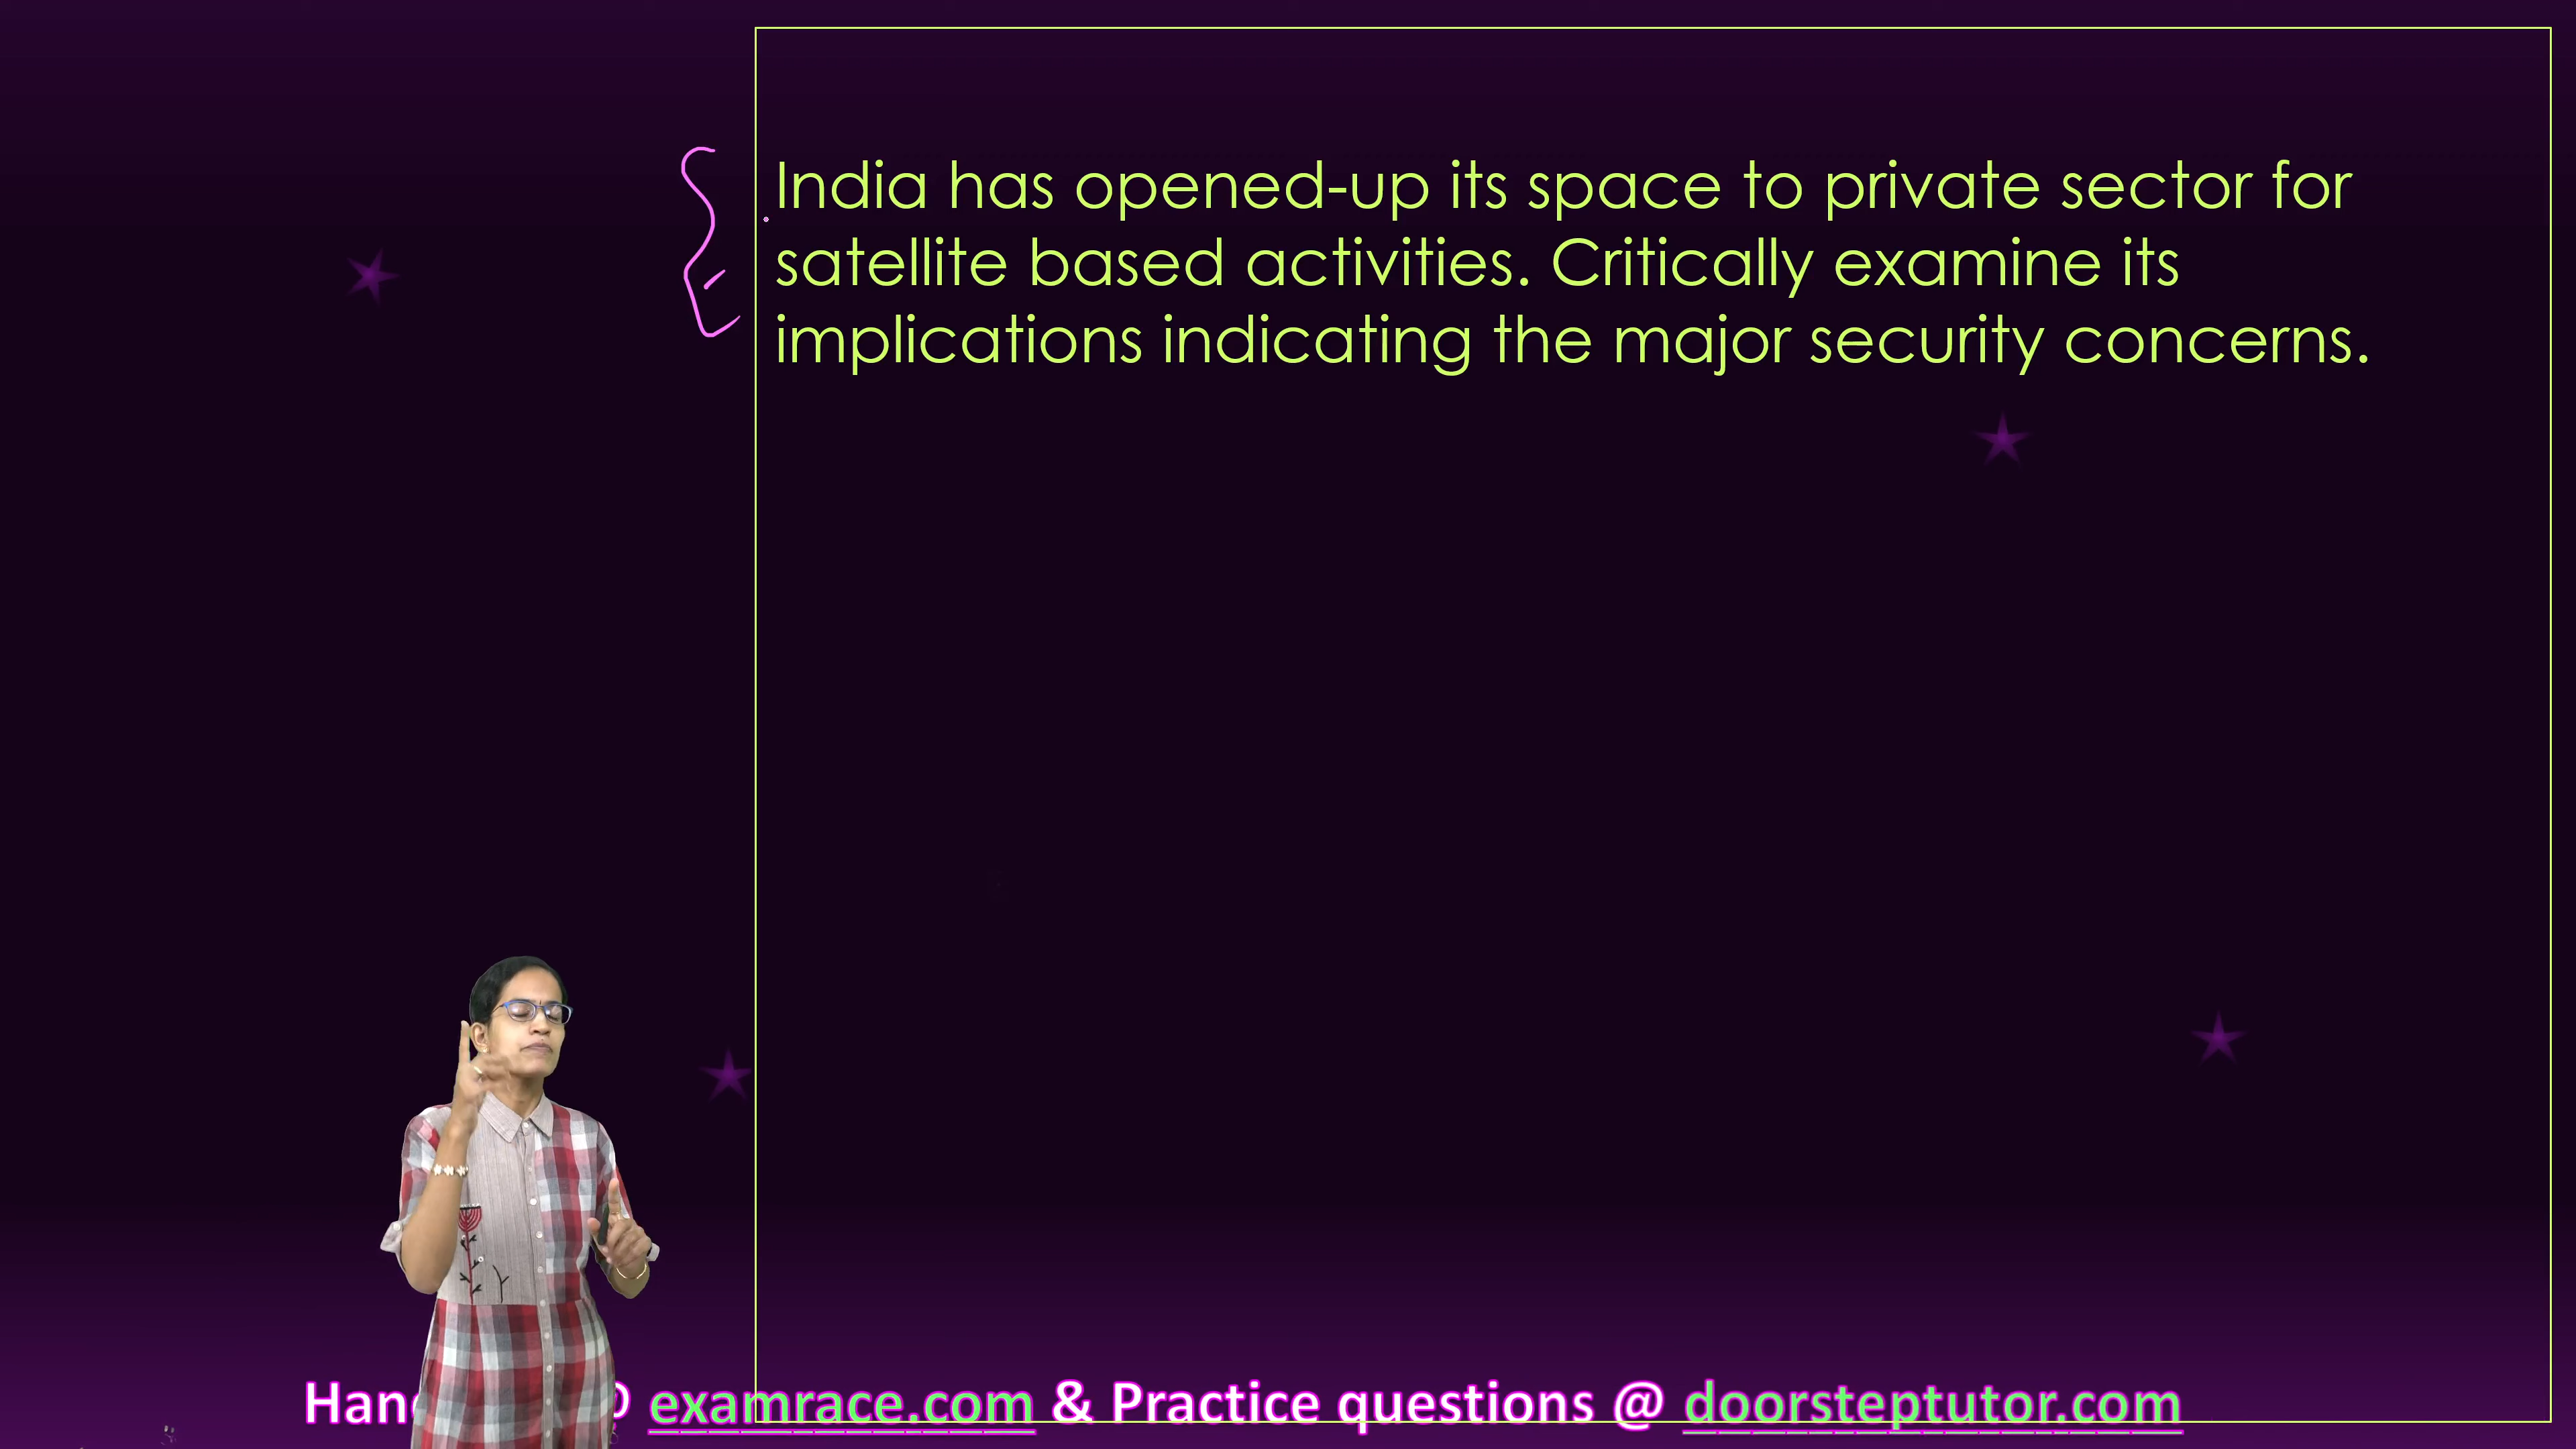 India has opened-up its space to private sector for
satellite based activities. Critically examine its
implications indicating the major security concerns.
@ examrace.com & Practice questions @ doorsteptutor.com